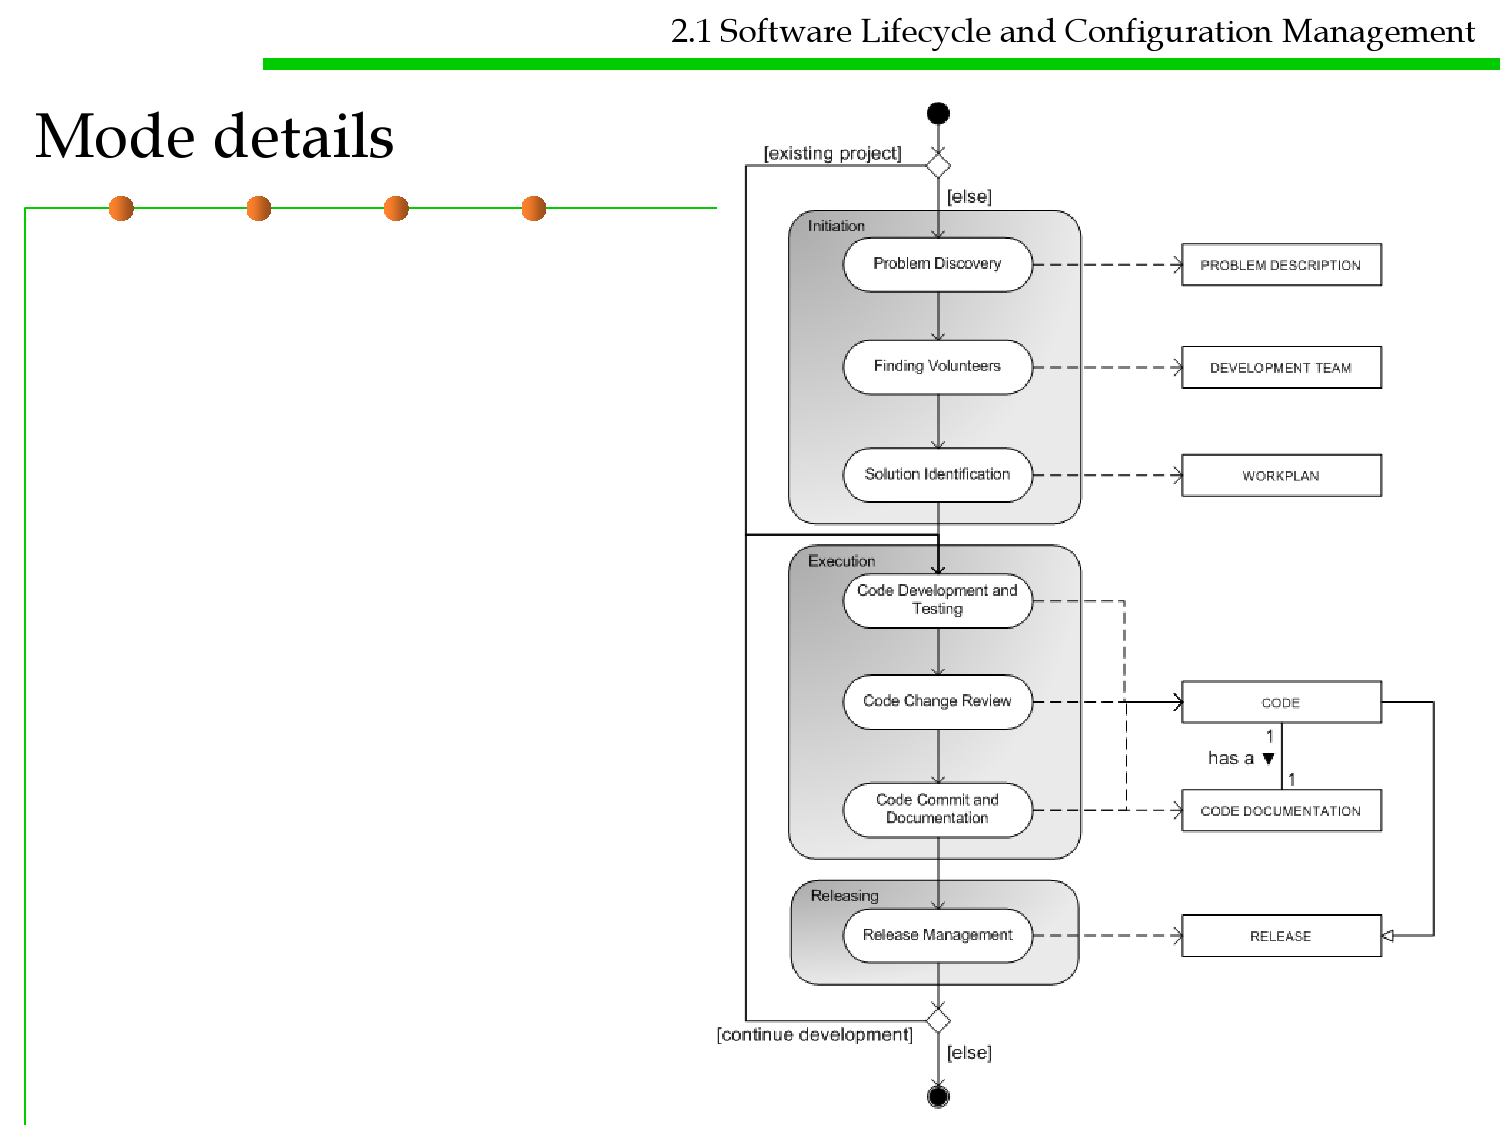 2.1 Software Lifecycle and Configuration Management
Mode details
[existing project]
[else]
Initiation
Problem Discovery
PROBLEM DESCRIPTION
Finding Volunteers
DEVELOPMENT TEAM
Solution Identification
WORKPLAN
Execution
Code Development and
Testing
Code Change Review
CODE
1
has a ▼
1
Code Commit and
Documentation
CODE DOCUMENTATION
Releasing
Release Management
RELEASE
[continue development]
[else]